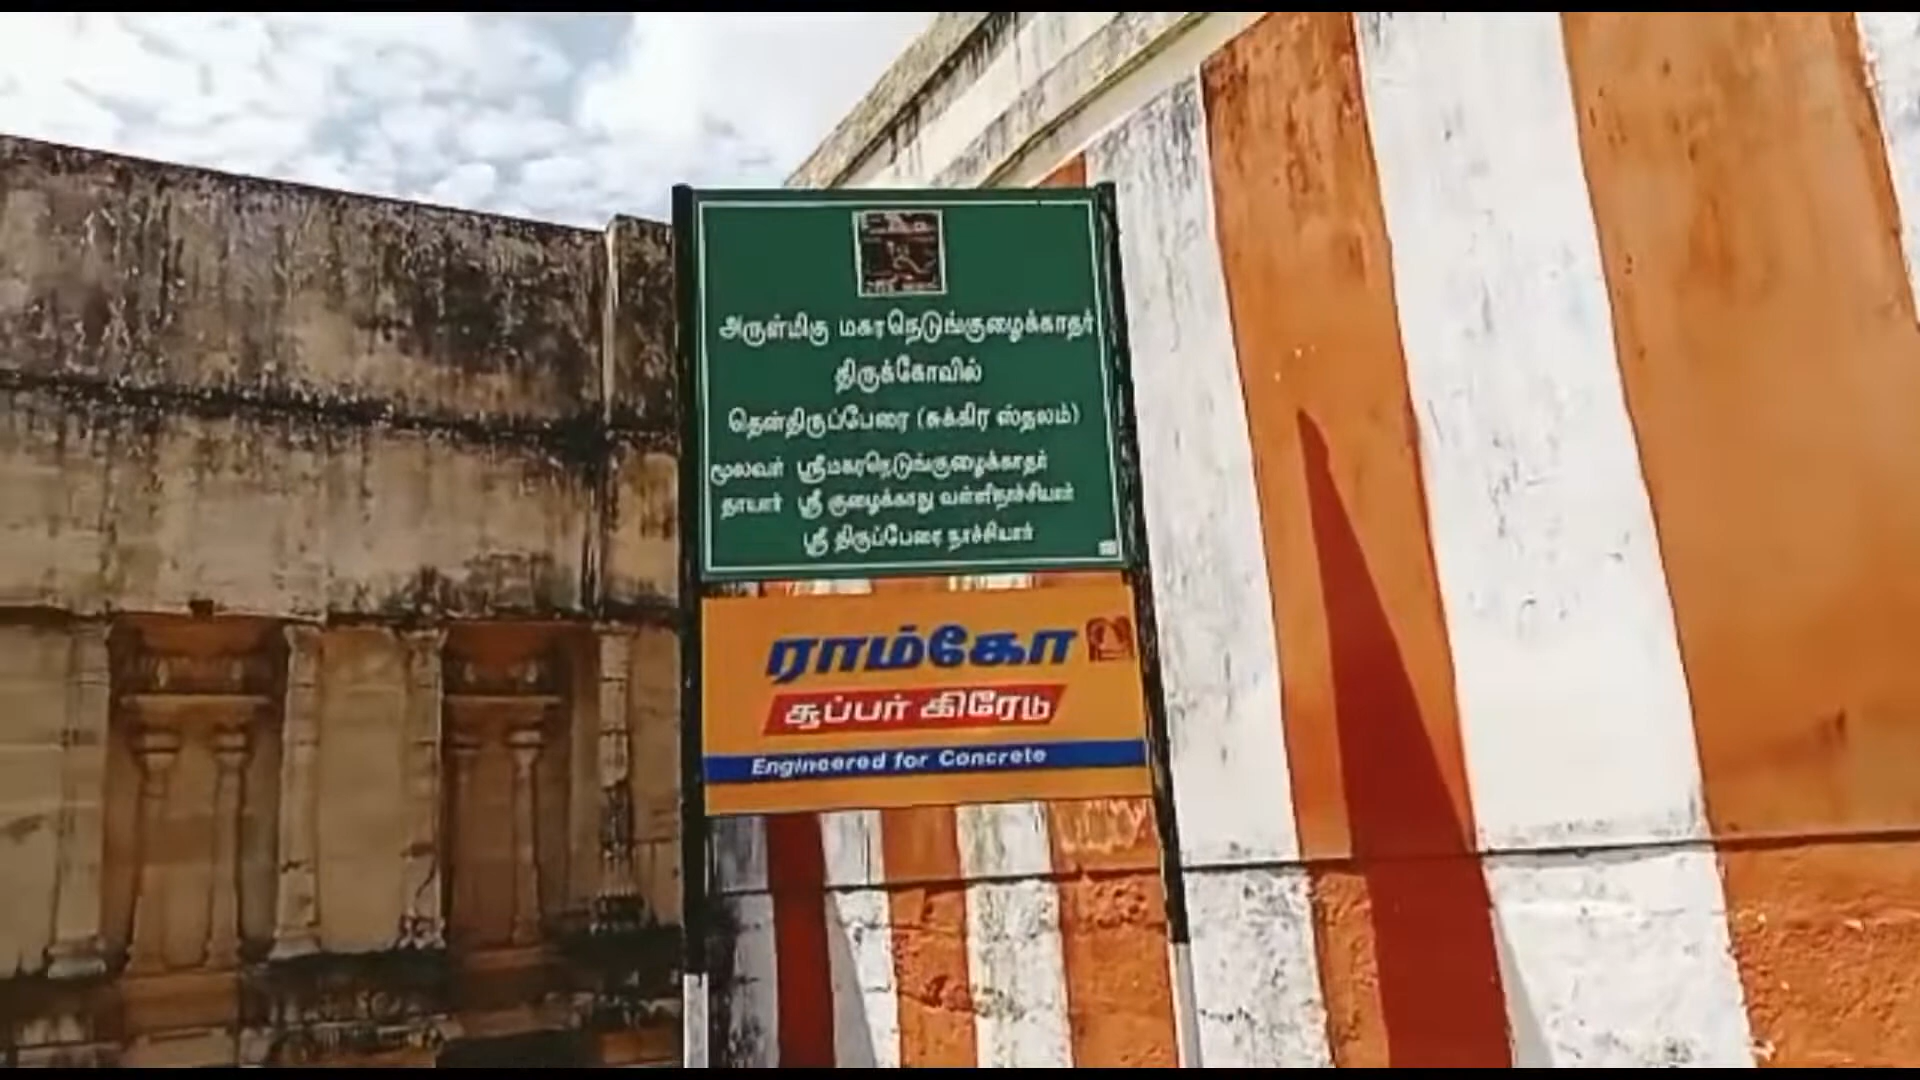 அருள்மிகு மகரநெடுங்குழைக்காதர்
திருக்கோவில்
தென்திருப்பேரை (சுக்கிர ஸ்தலம்)
மூலவர் ஸ்ரீமகரநெடுங்குழைக்காதர்
தாயார் ஸ்ரீ குழைக்காது வள்ளிநாச்சியார்
ஸ்ரீ திருப்பேரை நாச்சியார்
ராம்கோ
சூப்பர் கிரேடு
Engineered for Concrete